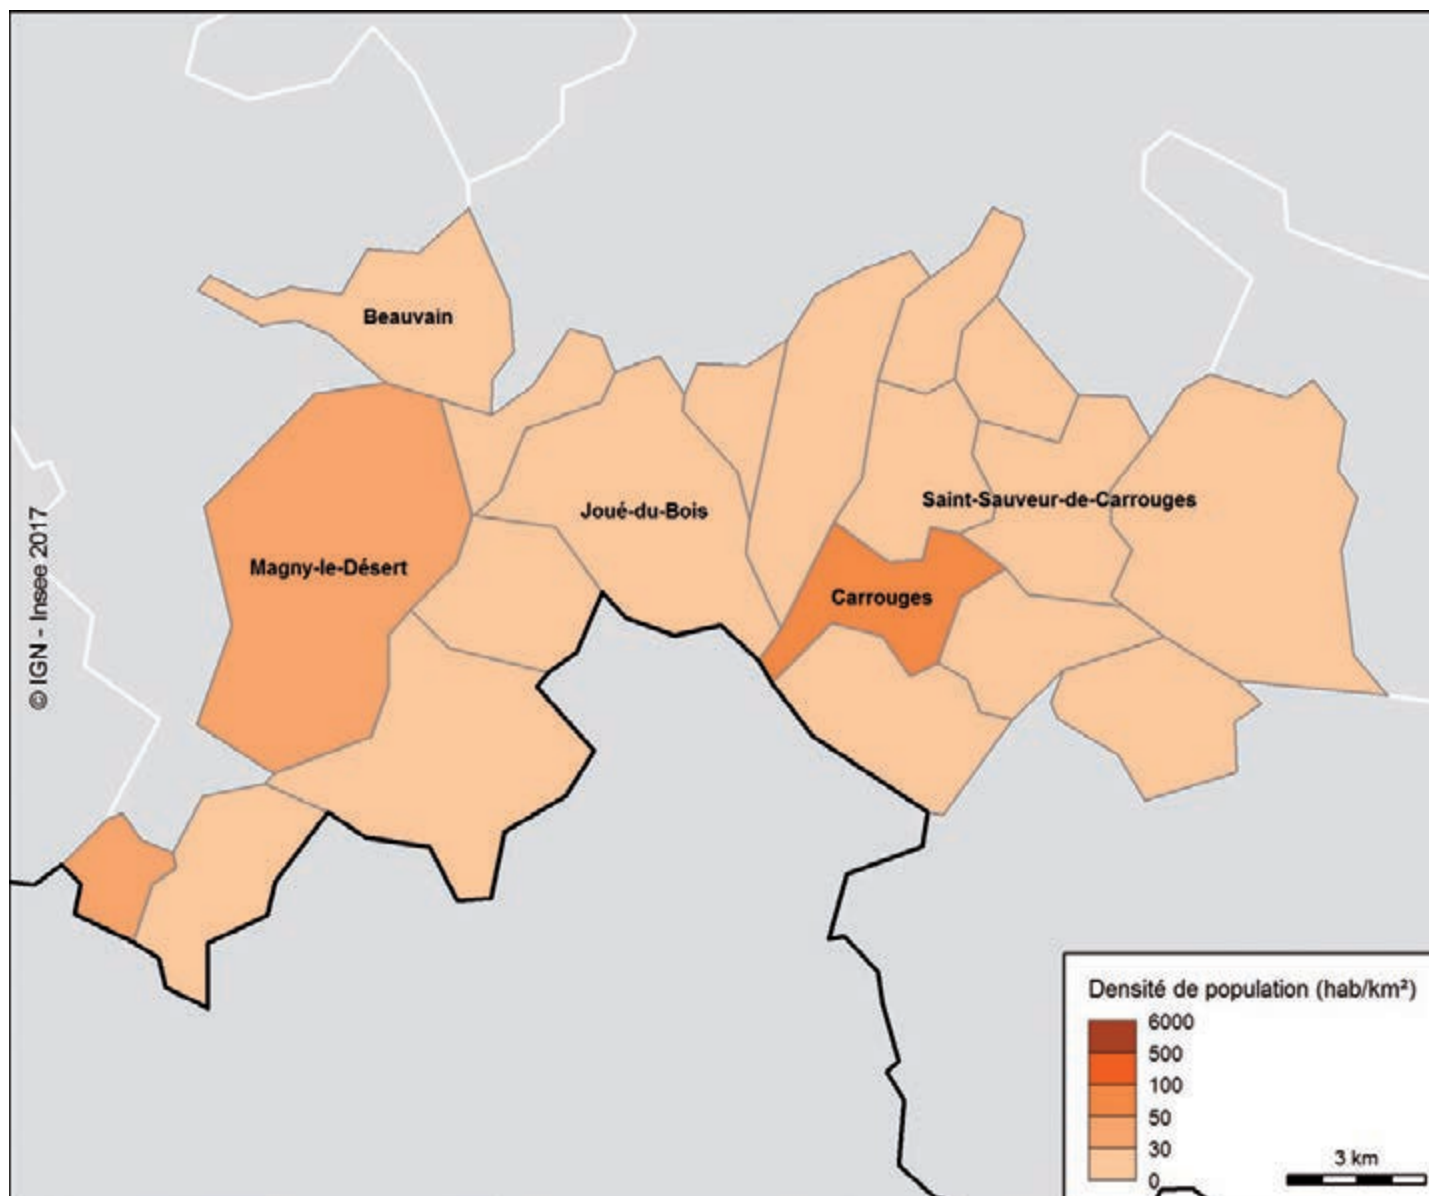 Beauvain
Joué-du-Bois
Saint-Sauveur-de-Carrouges
Magny-le-Désert
Carrouges
© IGN - Insee 2017
Densité de population (hab/km²)
6000
500
100
50
30
0
3 km